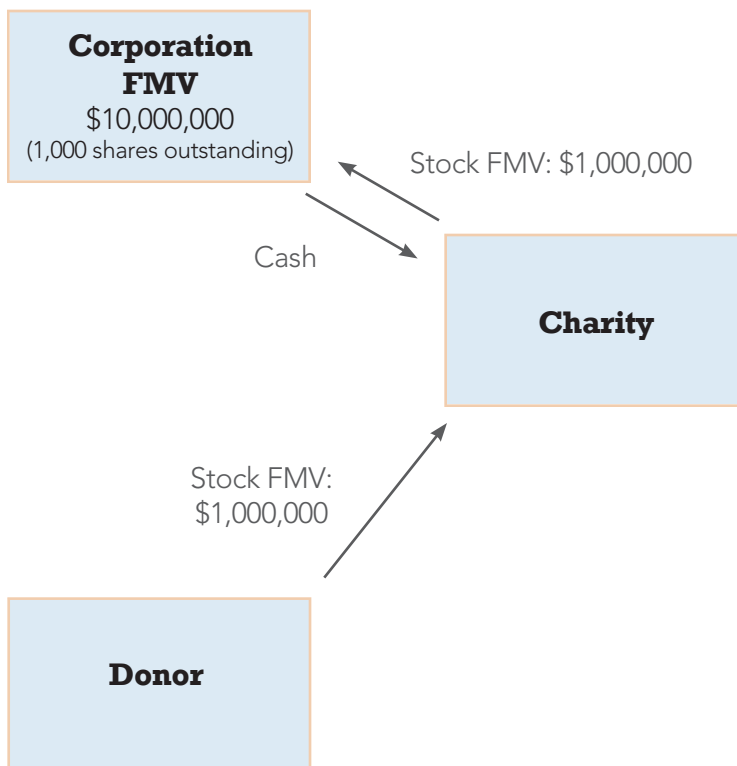 Corporation
FMV
$10,000,000
(1,000 shares outstanding)
Stock FMV: $1,000,000
Cash
Charity
Stock FMV:
$1,000,000
Donor